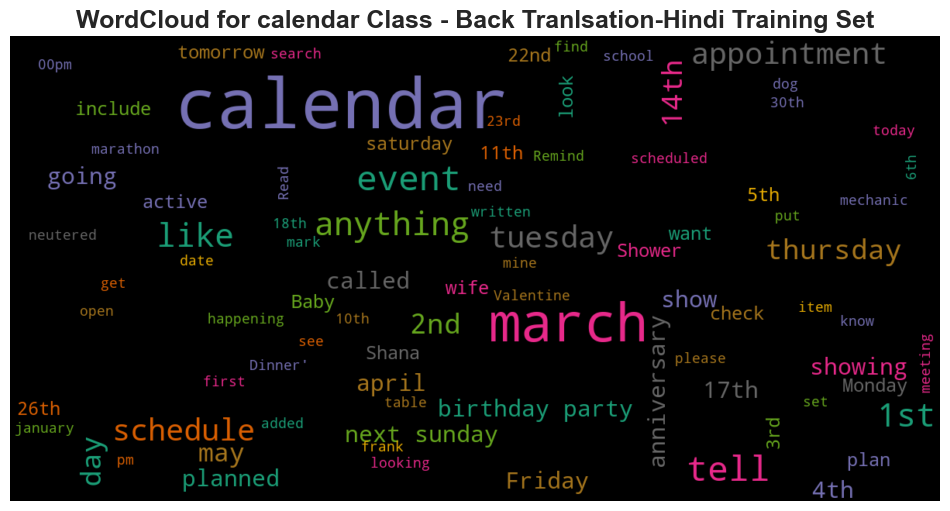 WordCloud for calendar Class - Back Tranlsation-Hindi Training Set
tomorrow
search
22nd
find
school
appointment
00pm
look
14th
dog
30th
include
calendar
23rd
today
marathon
saturday
11th
Remind
scheduled
6th
going
Read
event
need
5th
mechanic
active
written
put
18th
anything
neutered
like
mark
tuesday
want
Shower
thursday
date
mine
get
called
wife
Valentine
show
item
open
Baby
happening
10th
2nd
march
check
know
see
Shana
anniversary
please
showing
meeting
Dinner'
first
april
17th
Monday
26th
table
birthday party
set
1st
january
schedule
added
next sunday
3rd
day
pm
may
frank
looking
tell
plan
planned
Friday
4th